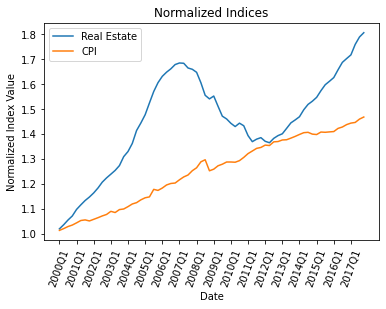 Normalized Indices
Real Estate
CPI
Normalized Index Value
1.8
1.7
1.6
1.5
1.4
1.3
1.2
1.1
1.0
2000Q1
2001Q1
2002Q1
2003Q1
2004Q1
2005Q1
2006Q1
2007Q1
2008Q1
2009Q1
2010Q1
2011Q1
2012Q1
2013Q1
2014Q1
2015Q1
2016Q1
2017Q1
Date